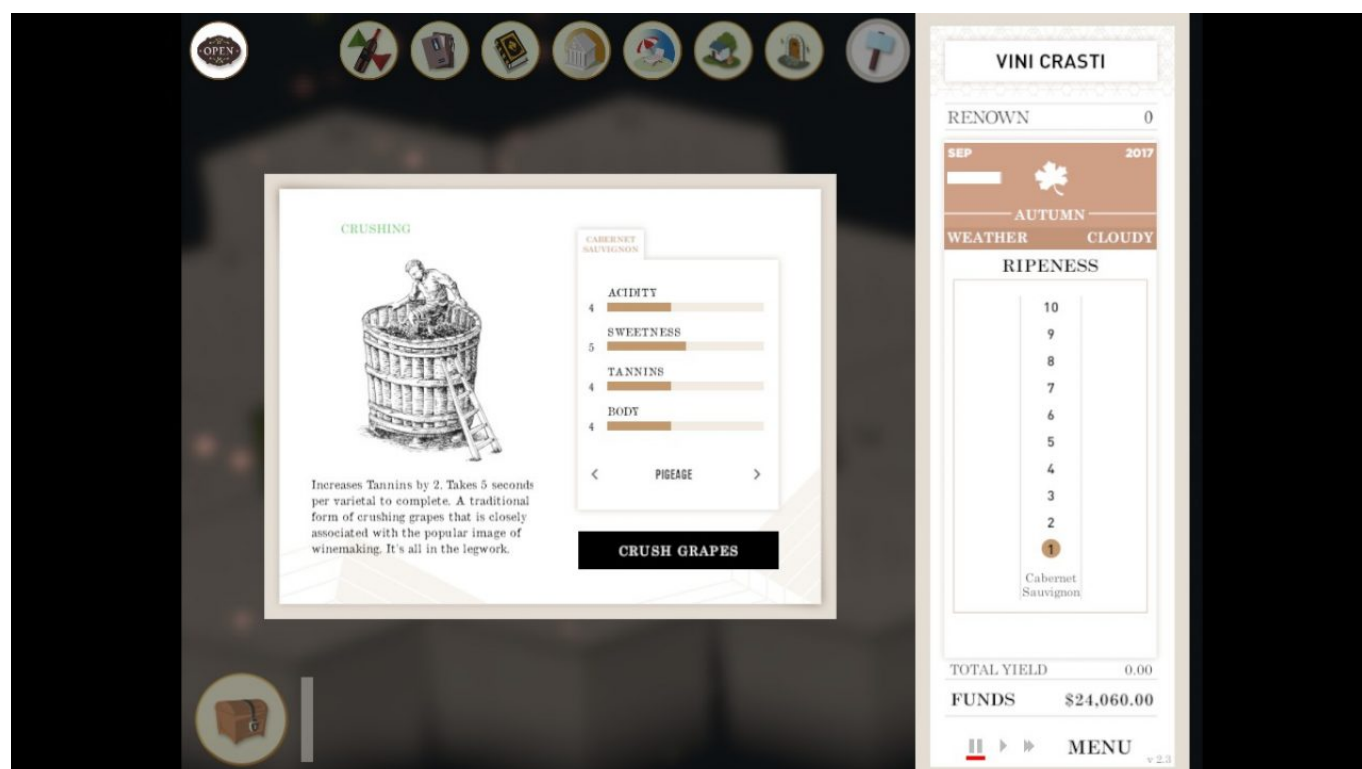 OPEN
VINI CRASTI
RENOWN 0
SEP 2017
AUTUMN
WEATHER CLOUDY
RIPENESS
10
9
8
7
6
5
4
3
2
1
Cabernet
Sauvignon
TOTAL YIELD 0.00
FUNDS $24,060.00
MENU
v 2.3
CRUSHING
Increases Tannins by 2. Takes 5 seconds
per varietal to complete. A traditional
form of crushing grapes that is closely
associated with the popular image of
winemaking. It's all in the legwork.
CABERNET
SAUVIGNON
ACIDITY
4
SWEETNESS
5
TANNINS
4
BODY
4
< PIGEAGE >
CRUSH GRAPES